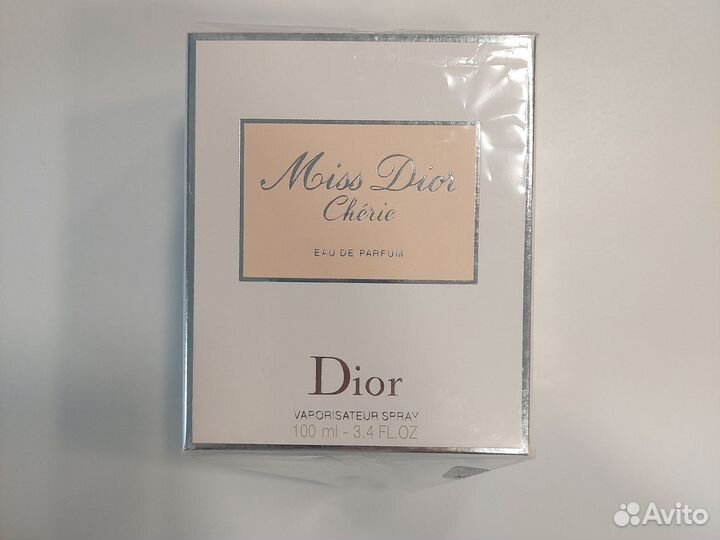 Miss Dior
Chérie
EAU DE PARFUM
Dior
VAPORISATEUR SPRAY
100 ml - 3.4 FL.OZ
Avito